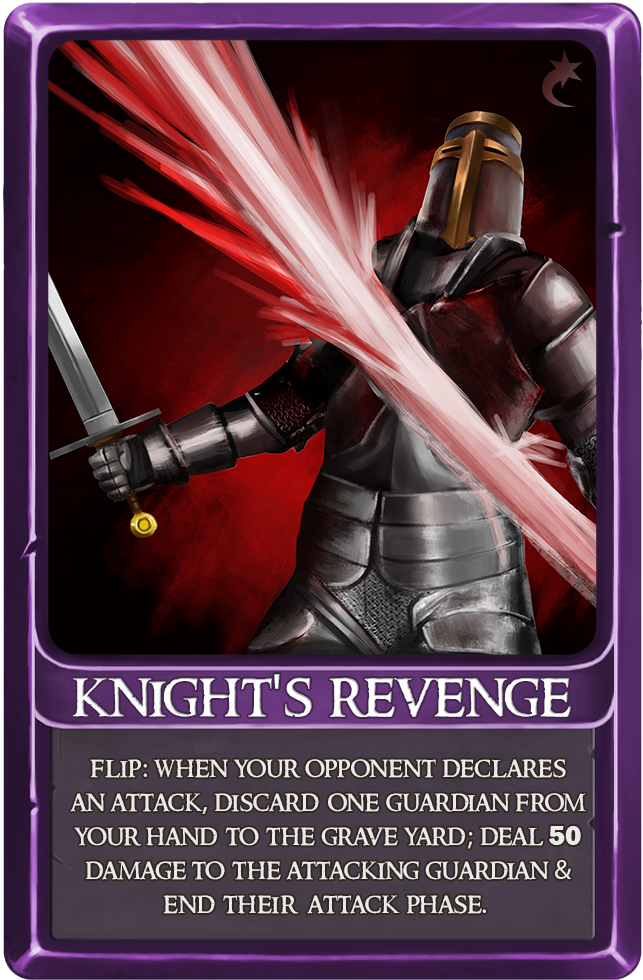 KNIGHT'S REVENGE
FLIP: WHEN YOUR OPPONENT DECLARES
AN ATTACK, DISCARD ONE GUARDIAN FROM
YOUR HAND TO THE GRAVE YARD; DEAL 50
DAMAGE TO THE ATTACKING GUARDIAN &
END THEIR ATTACK PHASE.